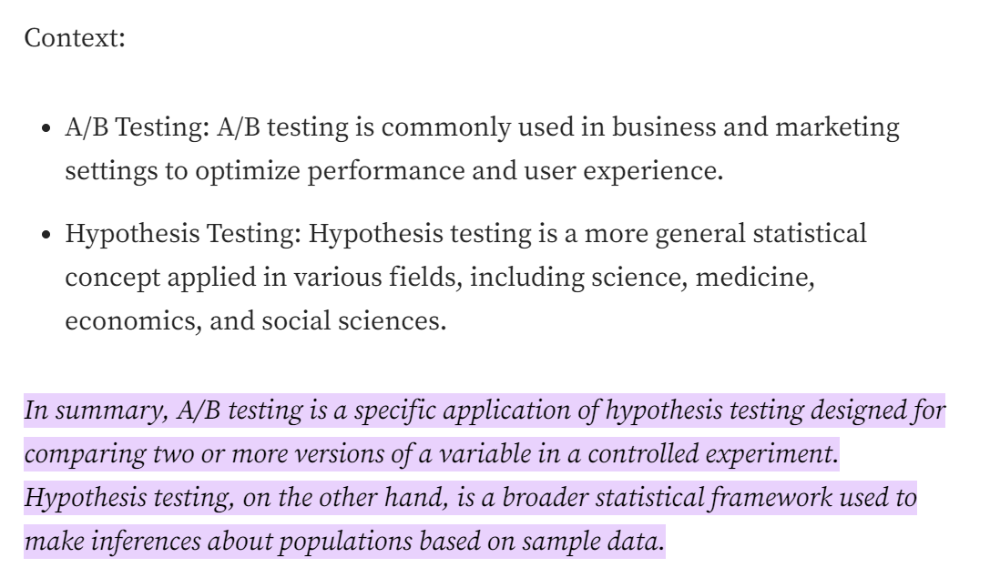 Context:
• A/B Testing: A/B testing is commonly used in business and marketing
settings to optimize performance and user experience.
• Hypothesis Testing: Hypothesis testing is a more general statistical
concept applied in various fields, including science, medicine,
economics, and social sciences.
In summary, A/B testing is a specific application of hypothesis testing designed for
comparing two or more versions of a variable in a controlled experiment.
Hypothesis testing, on the other hand, is a broader statistical framework used to
make inferences about populations based on sample data.